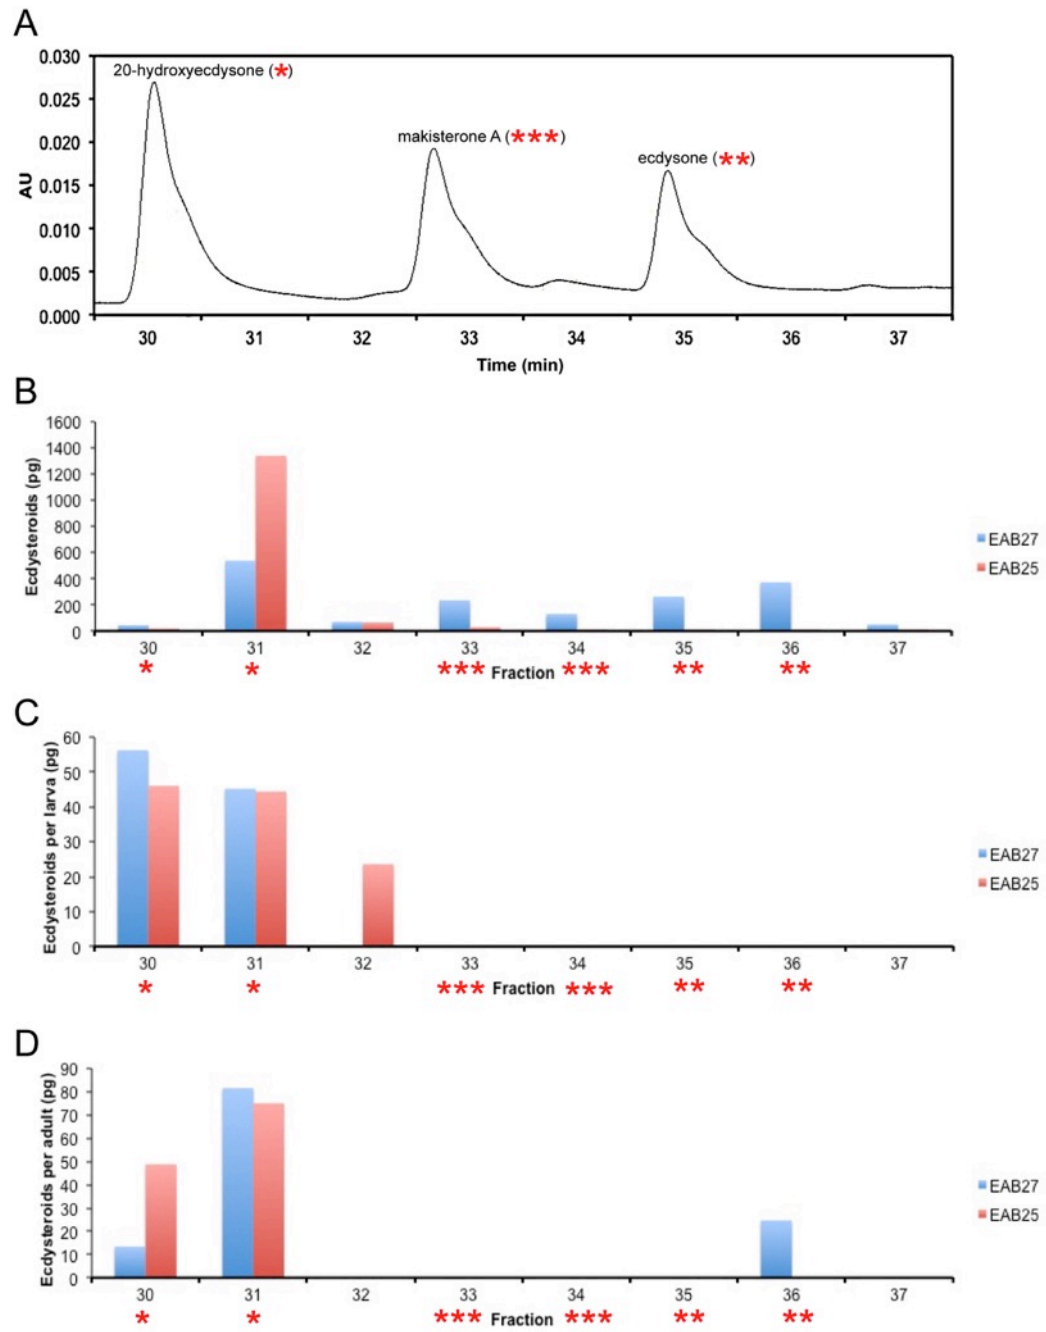 A
0.030
20-hydroxyecdysone (*)
0.025
0.020
makisterone A (***)
ecdysone (**)
0.015
AU
0.010
0.005
0.000
30 31 32 33 34 35 36 37
Time (min)
B
1600
1400
1200
1000
800
600
400
200
0
Ecdysteroids (pg)
EAB27
EAB25
30 31 32 33 34 35 36 37
* * *** Fraction *** ** **
C
60
50
40
30
20
10
0
Ecdysteroids per larva (pg)
EAB27
EAB25
30 31 32 33 34 35 36 37
* * *** Fraction *** ** **
D
90
80
70
60
50
40
30
20
10
0
Ecdysteroids per adult (pg)
EAB27
EAB25
30 31 32 33 34 35 36 37
* * *** Fraction *** ** **